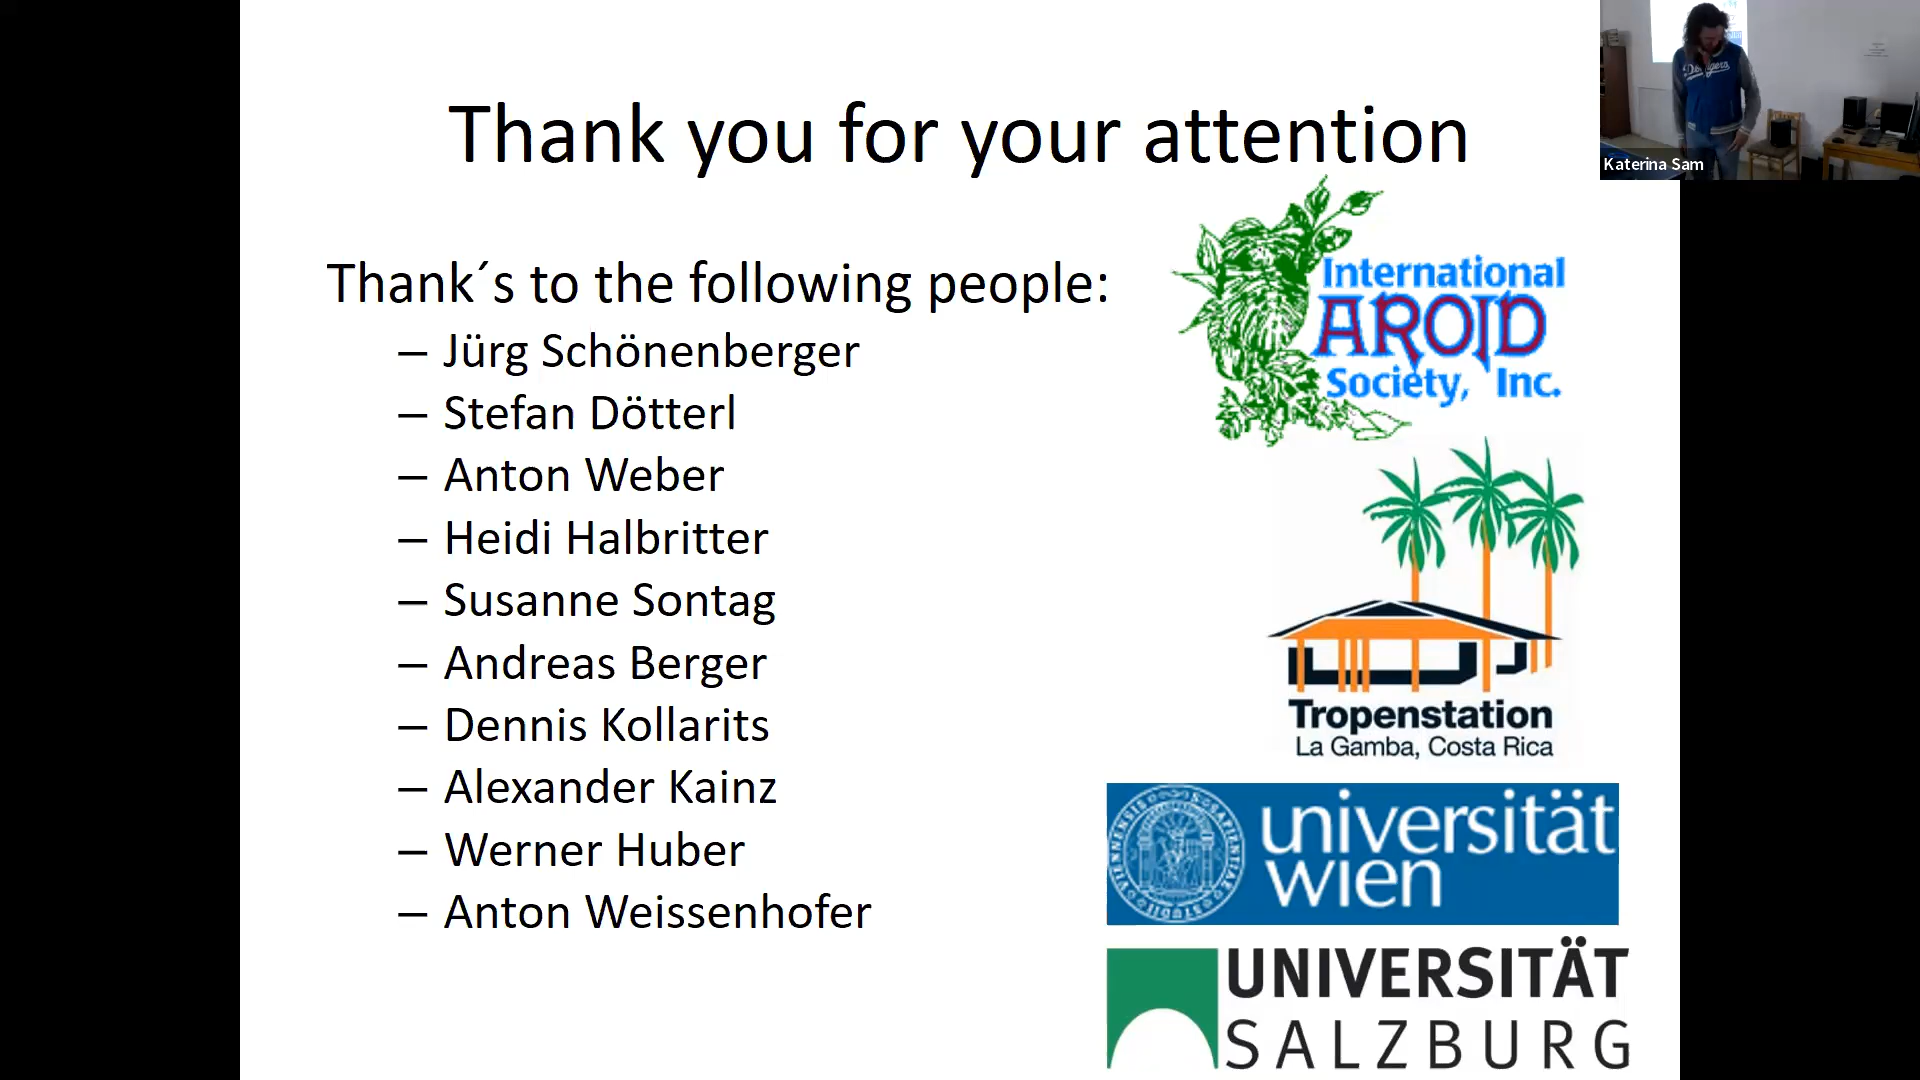 Thank you for your attention
Thank´s to the following people:
– Jürg Schönenberger
– Stefan Dötterl
– Anton Weber
– Heidi Halbritter
– Susanne Sontag
– Andreas Berger
– Dennis Kollarits
– Alexander Kainz
– Werner Huber
– Anton Weissenhofer
International
AROID
Society, Inc.
Tropenstation
La Gamba, Costa Rica
universität
wien
UNIVERSITÄT
SALZBURG
Dodgers
Katerina Sam